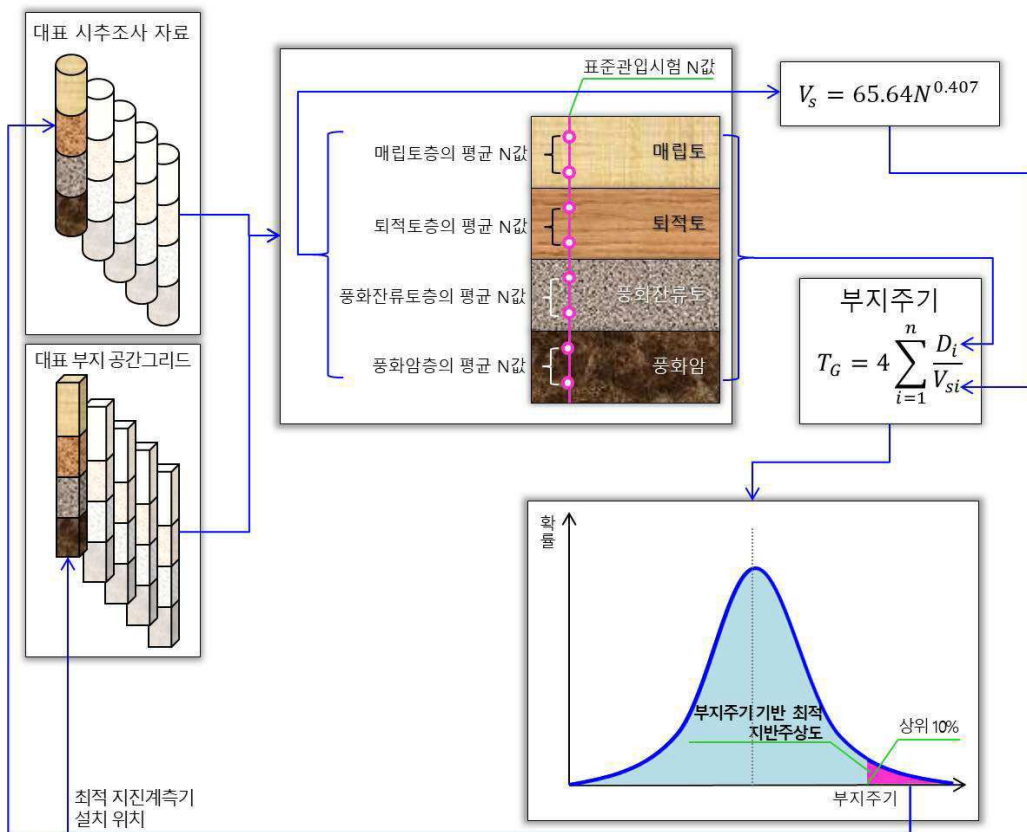 대표 시추조사 자료
표준관입시험 N값
매립토층의 평균 N값
매립토
퇴적토층의 평균 N값
퇴적토
풍화잔류토층의 평균 N값
풍화잔류토
풍화암층의 평균 N값
풍화암
V_s = 65.64N^{0.407}
부지주기
T_G = 4 \sum_{i=1}^{n} \frac{D_i}{V_{si}}
대표 부지 공간그리드
최적 지진계측기
설치 위치
확률
부지주기 기반 최적
지반주상도
상위 10%
부지주기